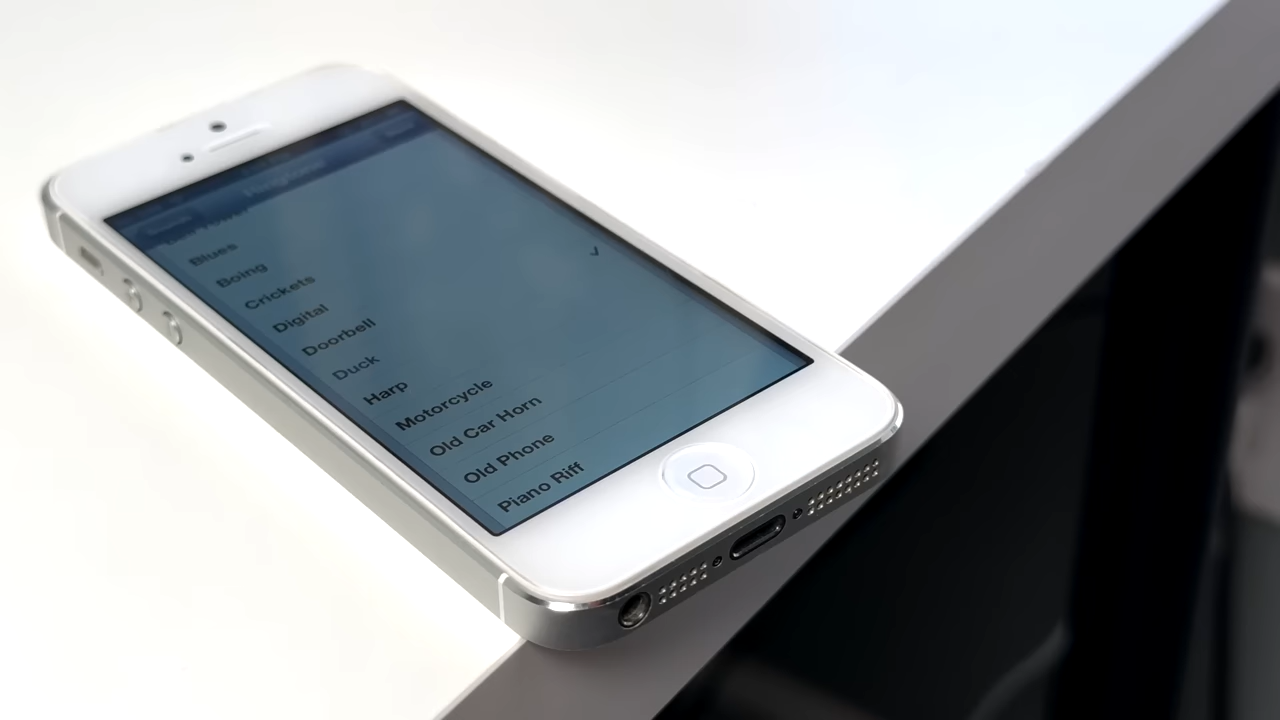 Blues
Boing
Crickets
Digital
Doorbell
Duck
Harp
Motorcycle
Old Car Horn
Old Phone
Piano Riff